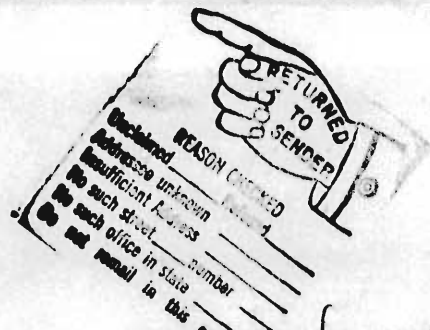 RETURNED
TO
SENDER
REASON CHECKED
Unclaimed
Addressee unknown
Insufficient Address
No such street number
No such office in state
Do not remail in this